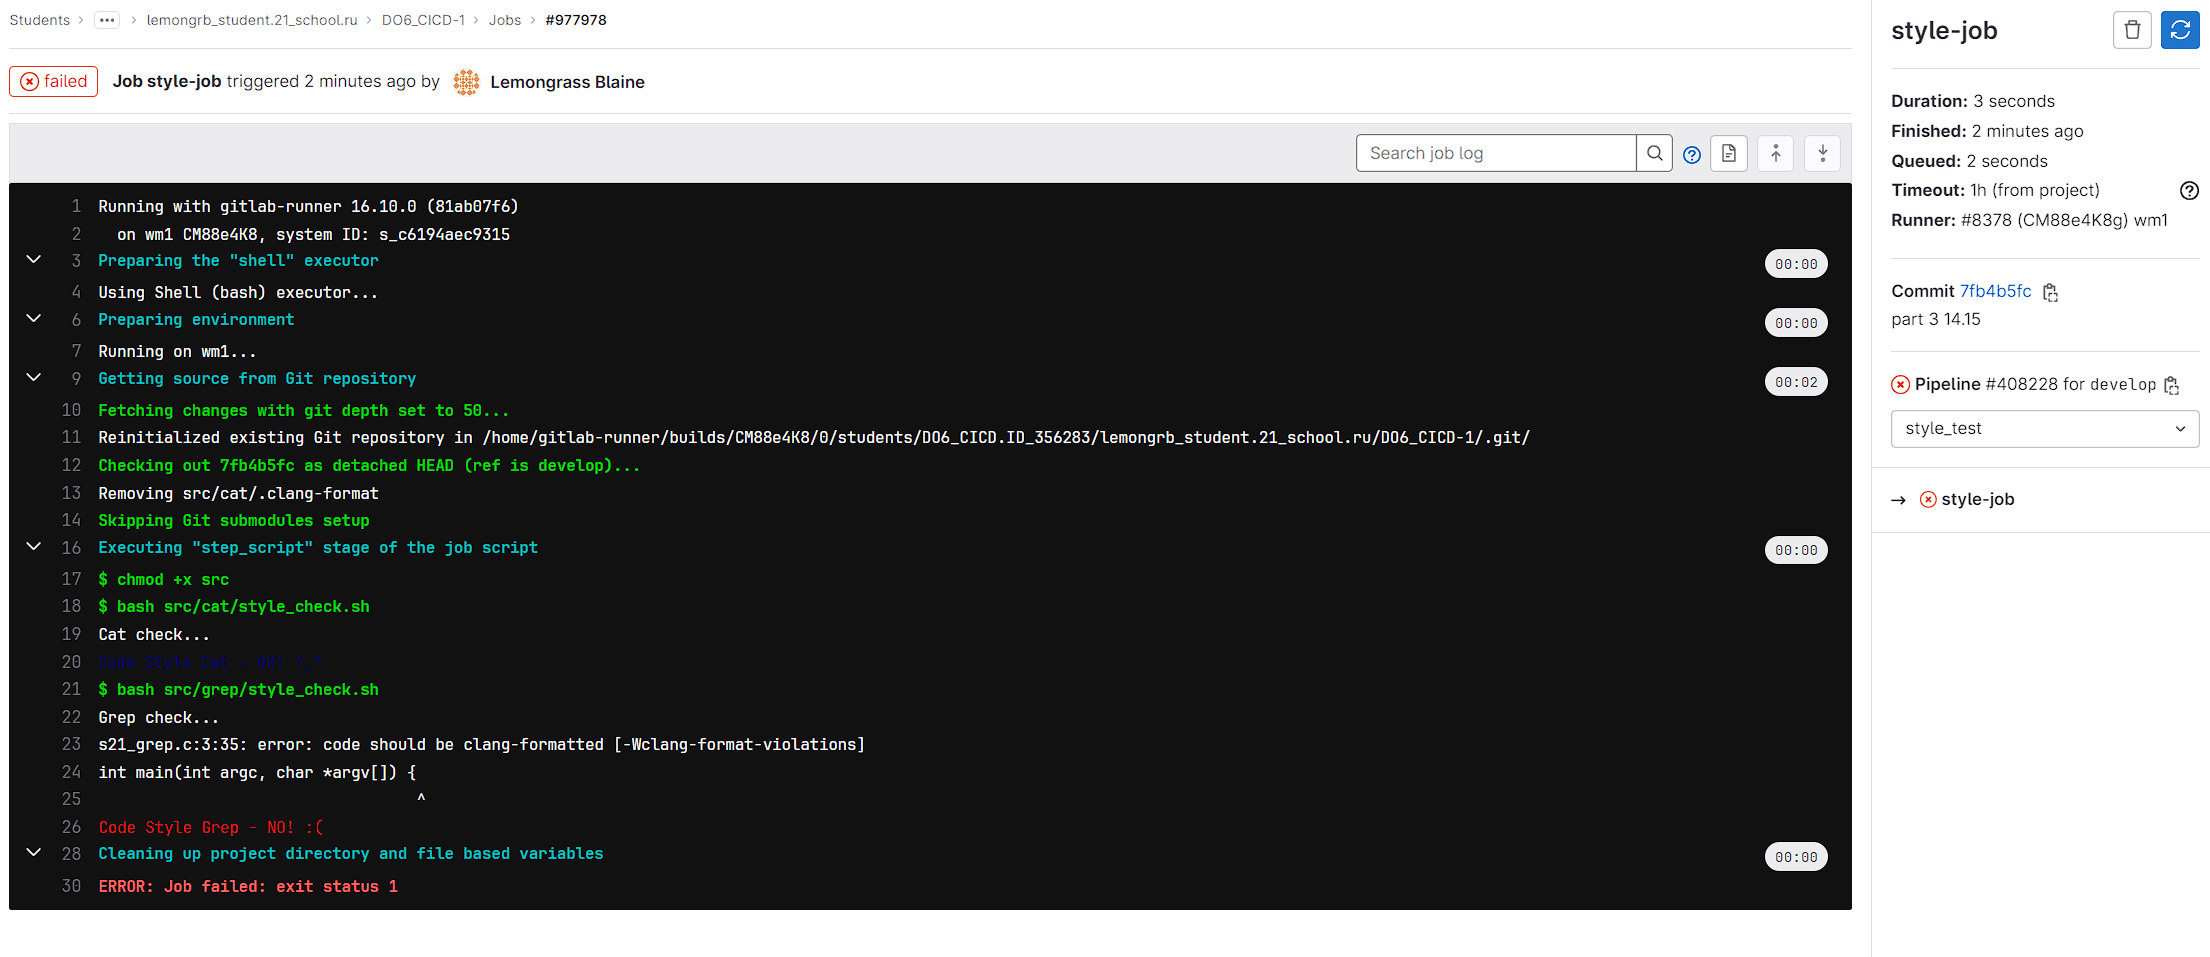 Students > ... > lemongrb_student.21_school.ru > DO6_CICD-1 > Jobs > #977978
failed Job style-job triggered 2 minutes ago by Lemongrass Blaine
Search job log
1 Running with gitlab-runner 16.10.0 (81ab07f6)
2 on wm1 CM88e4K8, system ID: s_c6194aec9315
3 Preparing the "shell" executor 00:00
4 Using Shell (bash) executor...
6 Preparing environment 00:00
7 Running on wm1...
9 Getting source from Git repository 00:02
10 Fetching changes with git depth set to 50...
11 Reinitialized existing Git repository in /home/gitlab-runner/builds/CM88e4K8/0/students/DO6_CICD.ID_356283/lemongrb_student.21_school.ru/DO6_CICD-1/.git/
12 Checking out 7fb4b5fc as detached HEAD (ref is develop)...
13 Removing src/cat/.clang-format
14 Skipping Git submodules setup
16 Executing "step_script" stage of the job script 00:00
17 $ chmod +x src
18 $ bash src/cat/style_check.sh
19 Cat check...
20 Code Style Cat - OK! ^_^
21 $ bash src/grep/style_check.sh
22 Grep check...
23 s21_grep.c:3:35: error: code should be clang-formatted [-Wclang-format-violations]
24 int main(int argc, char *argv[]) {
25 ^
26 Code Style Grep - NO! :(
28 Cleaning up project directory and file based variables 00:00
30 ERROR: Job failed: exit status 1
style-job
Duration: 3 seconds
Finished: 2 minutes ago
Queued: 2 seconds
Timeout: 1h (from project)
Runner: #8378 (CM88e4K8g) wm1
Commit 7fb4b5fc
part 3 14.15
Pipeline #408228 for develop
style_test
→ style-job